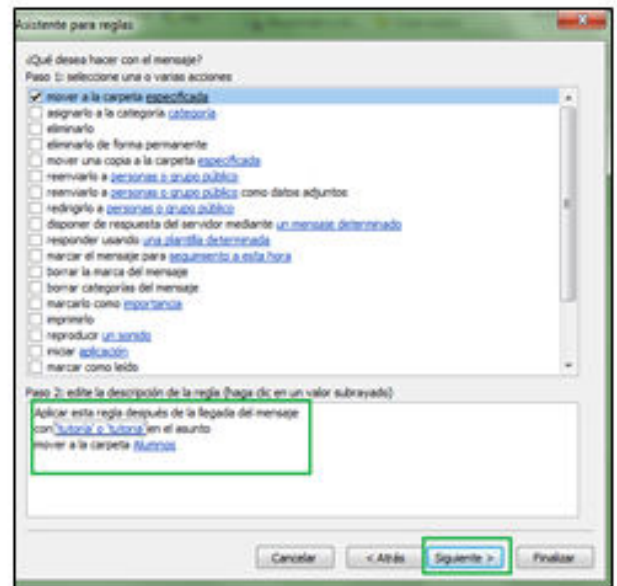 Asistente para reglas
¿Qué desea hacer con el mensaje?
Paso 1: seleccione una o varias acciones
mover a la carpeta especificada
asignarlo a la categoría categoría
eliminarlo
eliminarlo de forma permanente
mover una copia a la carpeta especificada
reenviarlo a personas o grupo público
reenviarlo a personas o grupo público como datos adjuntos
redirigirlo a personas o grupo público
disponer de respuesta del servidor mediante un mensaje determinado
responder usando una plantilla determinada
marcar el mensaje para seguimiento a esta hora
borrar la marca del mensaje
borrar categorías del mensaje
marcarlo como importancia
imprimirlo
reproducir un sonido
iniciar aplicación
marcar como leído
Paso 2: edite la descripción de la regla (haga clic en un valor subrayado)
Aplicar esta regla después de la llegada del mensaje
con 'tutoría' o 'tutoria' en el asunto
mover a la carpeta Alumnos
Cancelar < Atrás Siguiente > Finalizar